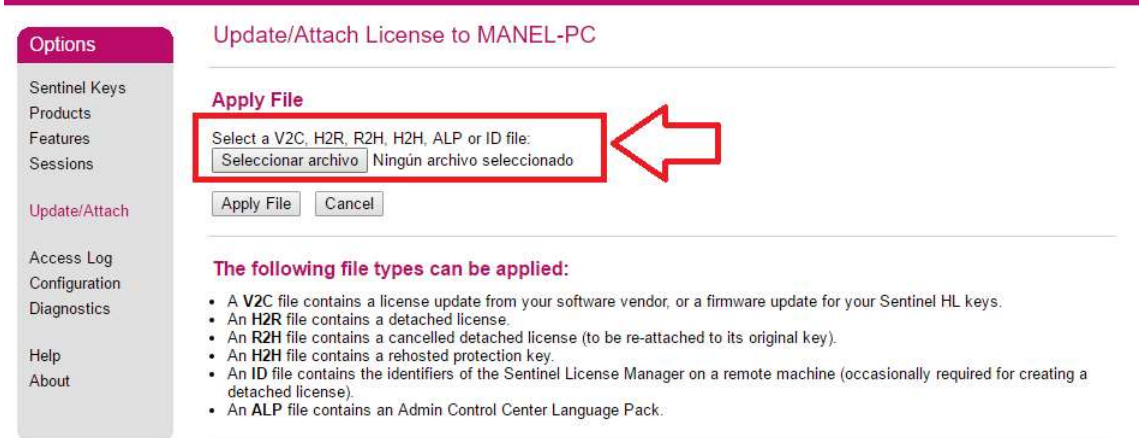 Options
Sentinel Keys
Products
Features
Sessions
Update/Attach
Access Log
Configuration
Diagnostics
Help
About
Update/Attach License to MANEL-PC
Apply File
Select a V2C, H2R, R2H, H2H, ALP or ID file:
Seleccionar archivo Ningún archivo seleccionado
Apply File Cancel
The following file types can be applied:
• A V2C file contains a license update from your software vendor, or a firmware update for your Sentinel HL keys.
• An H2R file contains a detached license.
• An R2H file contains a cancelled detached license (to be re-attached to its original key).
• An H2H file contains a rehosted protection key.
• An ID file contains the identifiers of the Sentinel License Manager on a remote machine (occasionally required for creating a
detached license).
• An ALP file contains an Admin Control Center Language Pack.